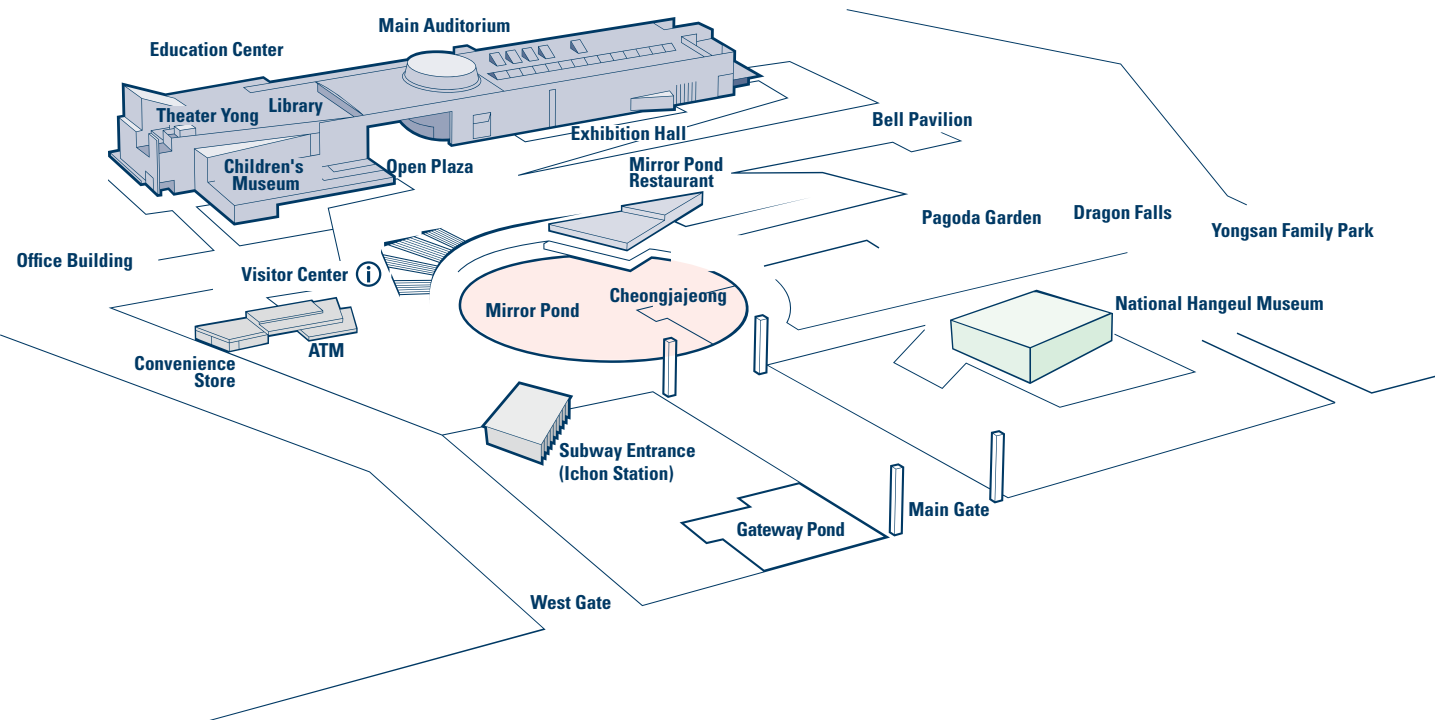 Main Auditorium
Education Center
Library
Theater Yong
Bell Pavilion
Exhibition Hall
Open Plaza
Children's
Museum
Mirror Pond
Restaurant
Pagoda Garden
Dragon Falls
Yongsan Family Park
Office Building
Visitor Center i
Cheongjajeong
Mirror Pond
National Hangeul Museum
ATM
Convenience
Store
Subway Entrance
(Ichon Station)
Main Gate
Gateway Pond
West Gate